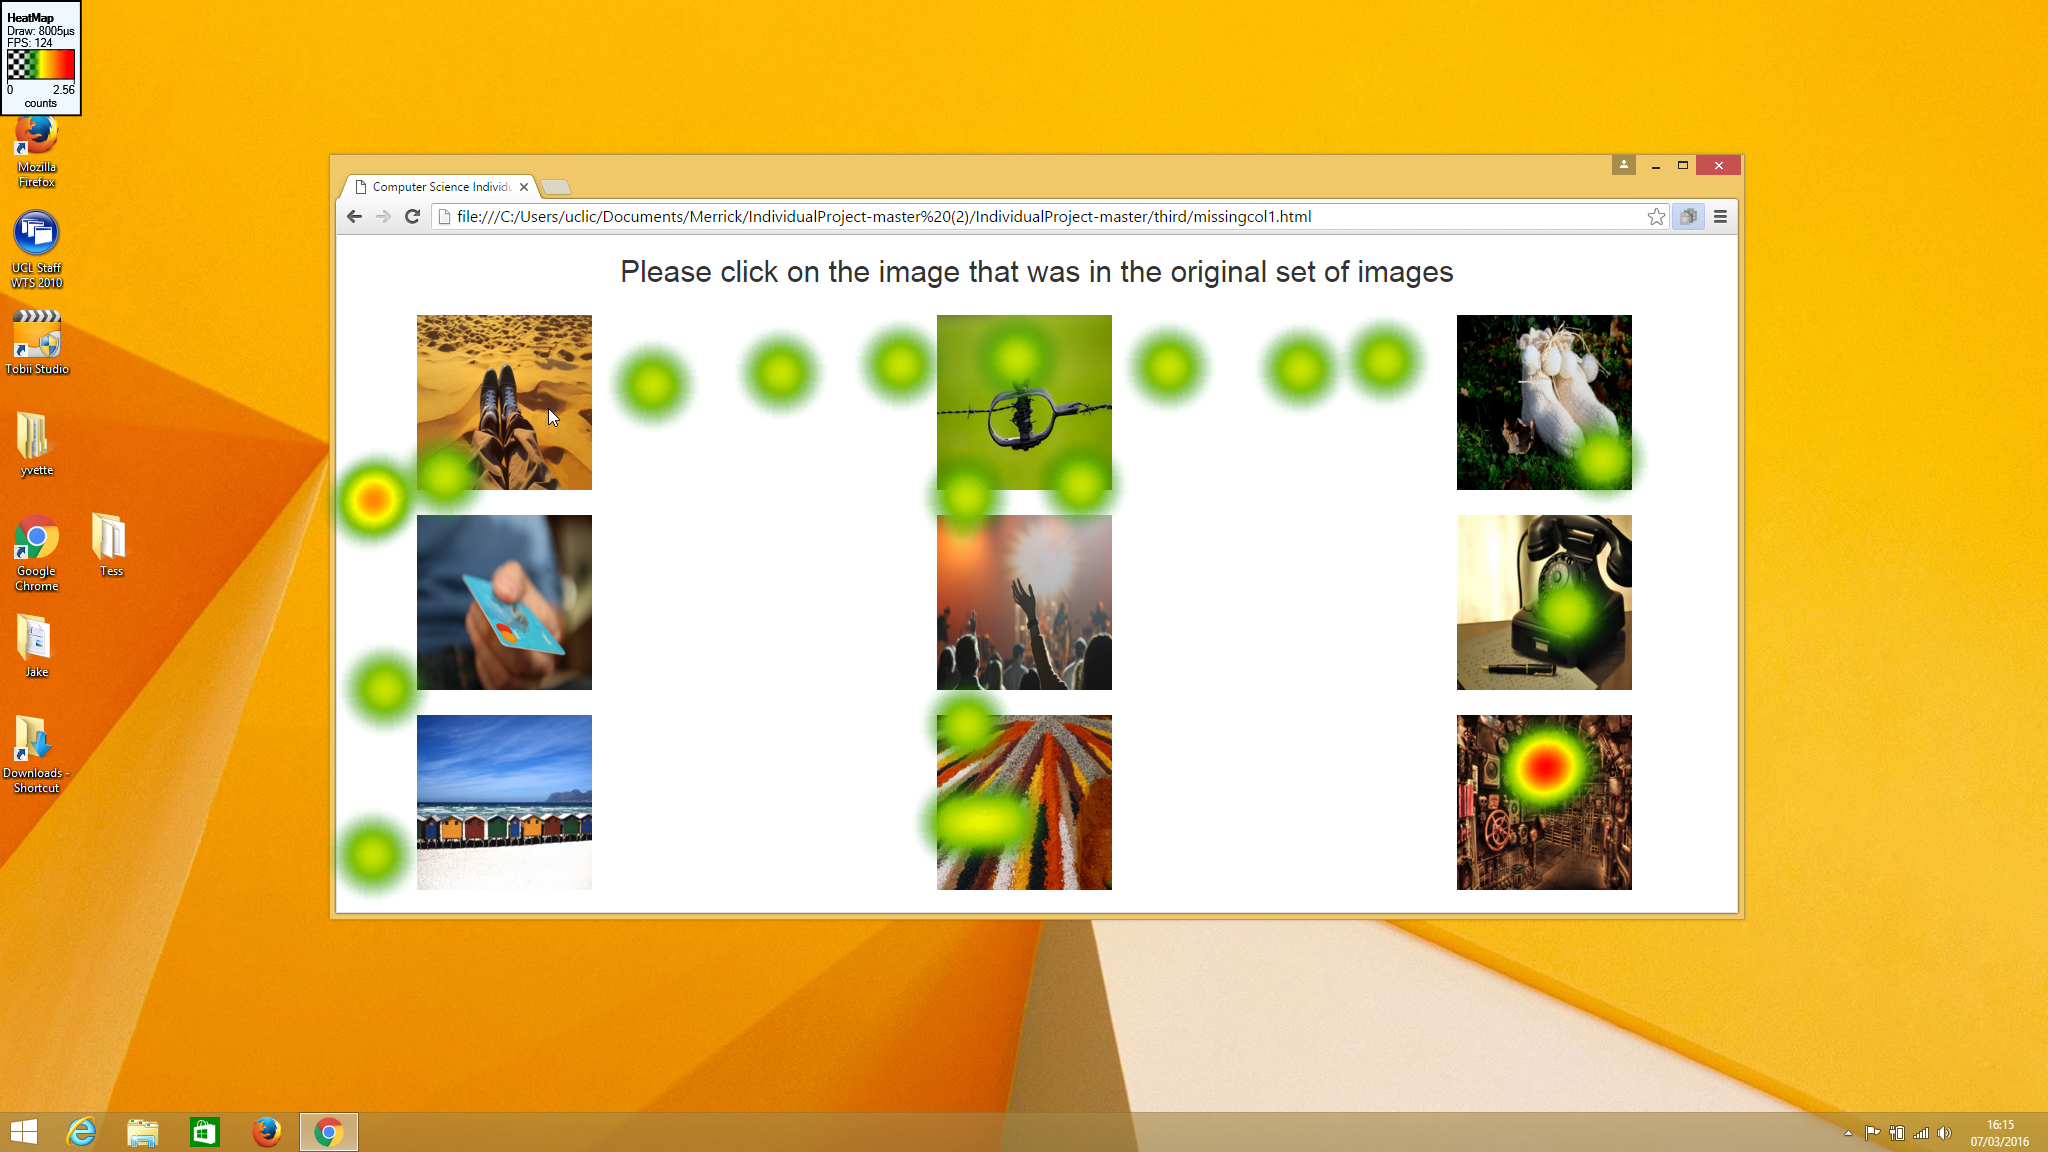 HeatMap
Draw: 8005µs
FPS: 124
0 2.56
counts
Mozilla
Firefox
UCL Staff
WTS 2010
Tobii Studio
yvette
Google
Chrome
Tess
Jake
Downloads -
Shortcut
Computer Science Individu
file:///C:/Users/uclic/Documents/Merrick/IndividualProject-master%20(2)/IndividualProject-master/third/missingcol1.html
Please click on the image that was in the original set of images
16:15
07/03/2016